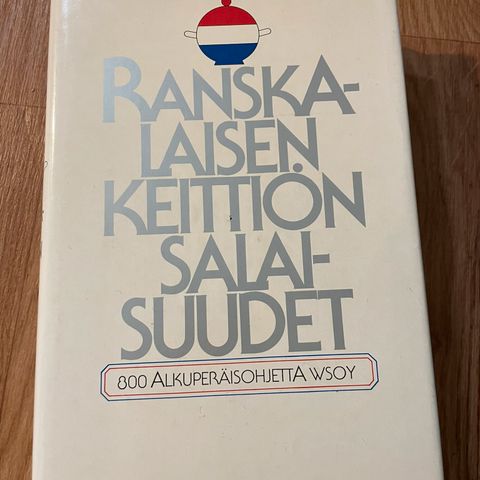 RANSKA-
LAISEN
KEITTIÖN
SALAI-
SUUDET
800 ALKUPERÄISOHJETTA WSOY